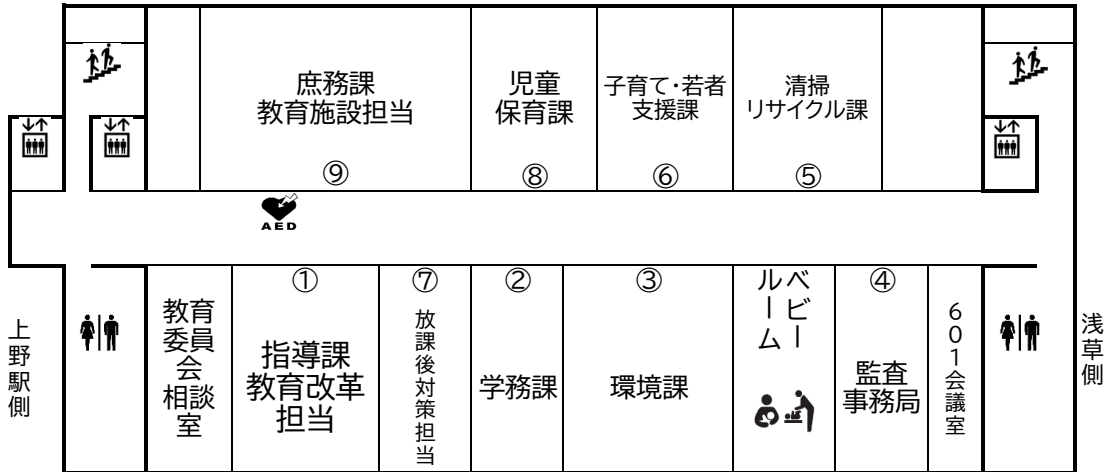 庶務課
教育施設担当
⑨
児童
保育課
⑧
子育て・若者
支援課
⑥
清掃
リサイクル課
⑤
AED
教育
委員
会
相談
室
①
指導課
教育改革
担当
⑦
放課後対策担当
②
学務課
③
環境課
ベビー
ルーム
④
監査
事務局
601会議室
上野駅側
浅草側